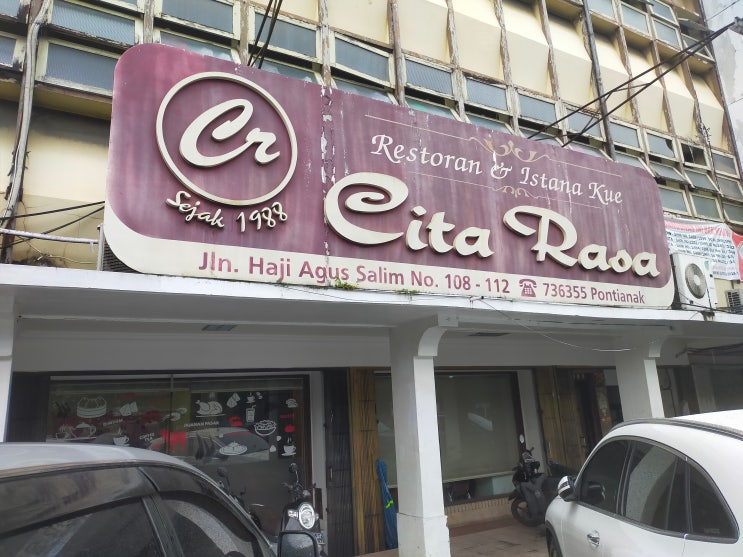 Cr
Sejak 1988
Restoran & Istana Kue
Cita Rasa
Jln. Haji Agus Salim No. 108 - 112 ☎ 736355 Pontianak